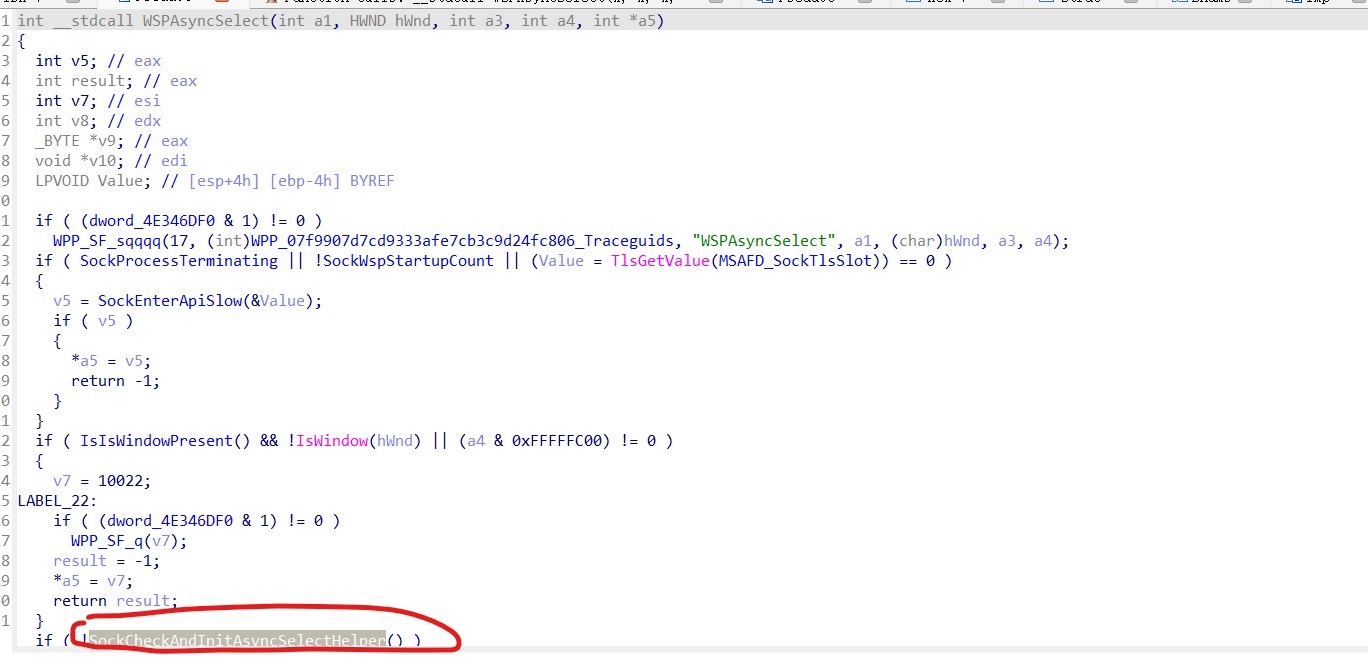 int __stdcall WSPAsyncSelect(int a1, HWND hWnd, int a3, int a4, int *a5)
2 {
3 int v5; // eax
4 int result; // eax
5 int v7; // esi
6 int v8; // edx
7 _BYTE *v9; // eax
8 void *v10; // edi
9 LPVOID Value; // [esp+4h] [ebp-4h] BYREF
0
1 if ( (dword_4E346DF0 & 1) != 0 )
2 WPP_SF_sqqqq(17, (int)WPP_07f9907d7cd9333afe7cb3c9d24fc806_Traceguids, "WSPAsyncSelect", a1, (char)hWnd, a3, a4);
3 if ( SockProcessTerminating || !SockWspStartupCount || (Value = TlsGetValue(MSAFD_SockTlsSlot)) == 0 )
4 {
5 v5 = SockEnterApiSlow(&Value);
6 if ( v5 )
7 {
8 *a5 = v5;
9 return -1;
0 }
1 }
2 if ( IsIsWindowPresent() && !IsWindow(hWnd) || (a4 & 0xFFFFFC00) != 0 )
3 {
4 v7 = 10022;
5 LABEL_22:
6 if ( (dword_4E346DF0 & 1) != 0 )
7 WPP_SF_q(v7);
8 result = -1;
9 *a5 = v7;
0 return result;
1 }
if ( !SockCheckAndInitAsyncSelectHelper() )